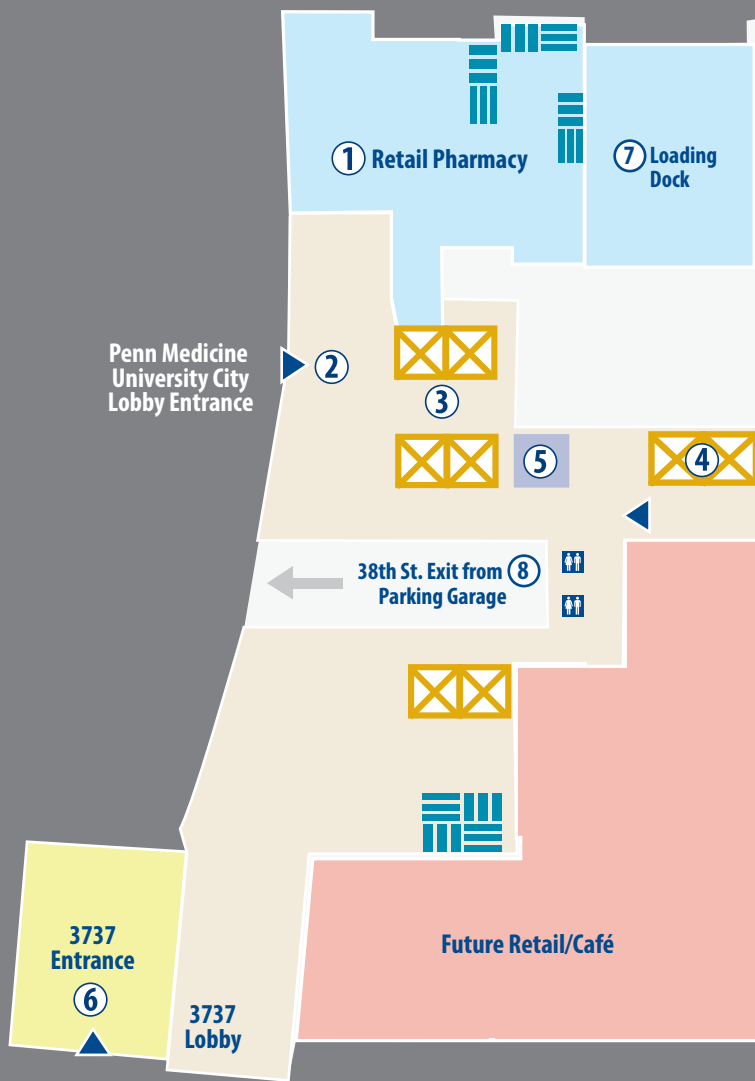 1 Retail Pharmacy
7 Loading
Dock
Penn Medicine
University City
Lobby Entrance
2
3
5
4
38th St. Exit from 8
Parking Garage
3737
Entrance
6
3737
Lobby
Future Retail/Café